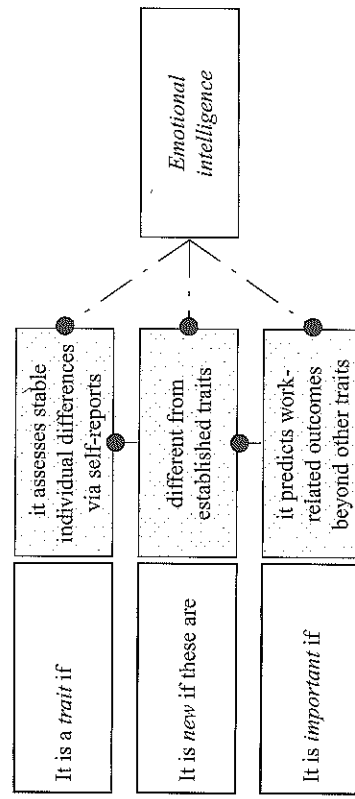 It is a trait if
it assesses stable
individual differences
via self-reports
It is new if these are
different from
established traits
It is important if
it predicts work-
related outcomes
beyond other traits
Emotional
intelligence